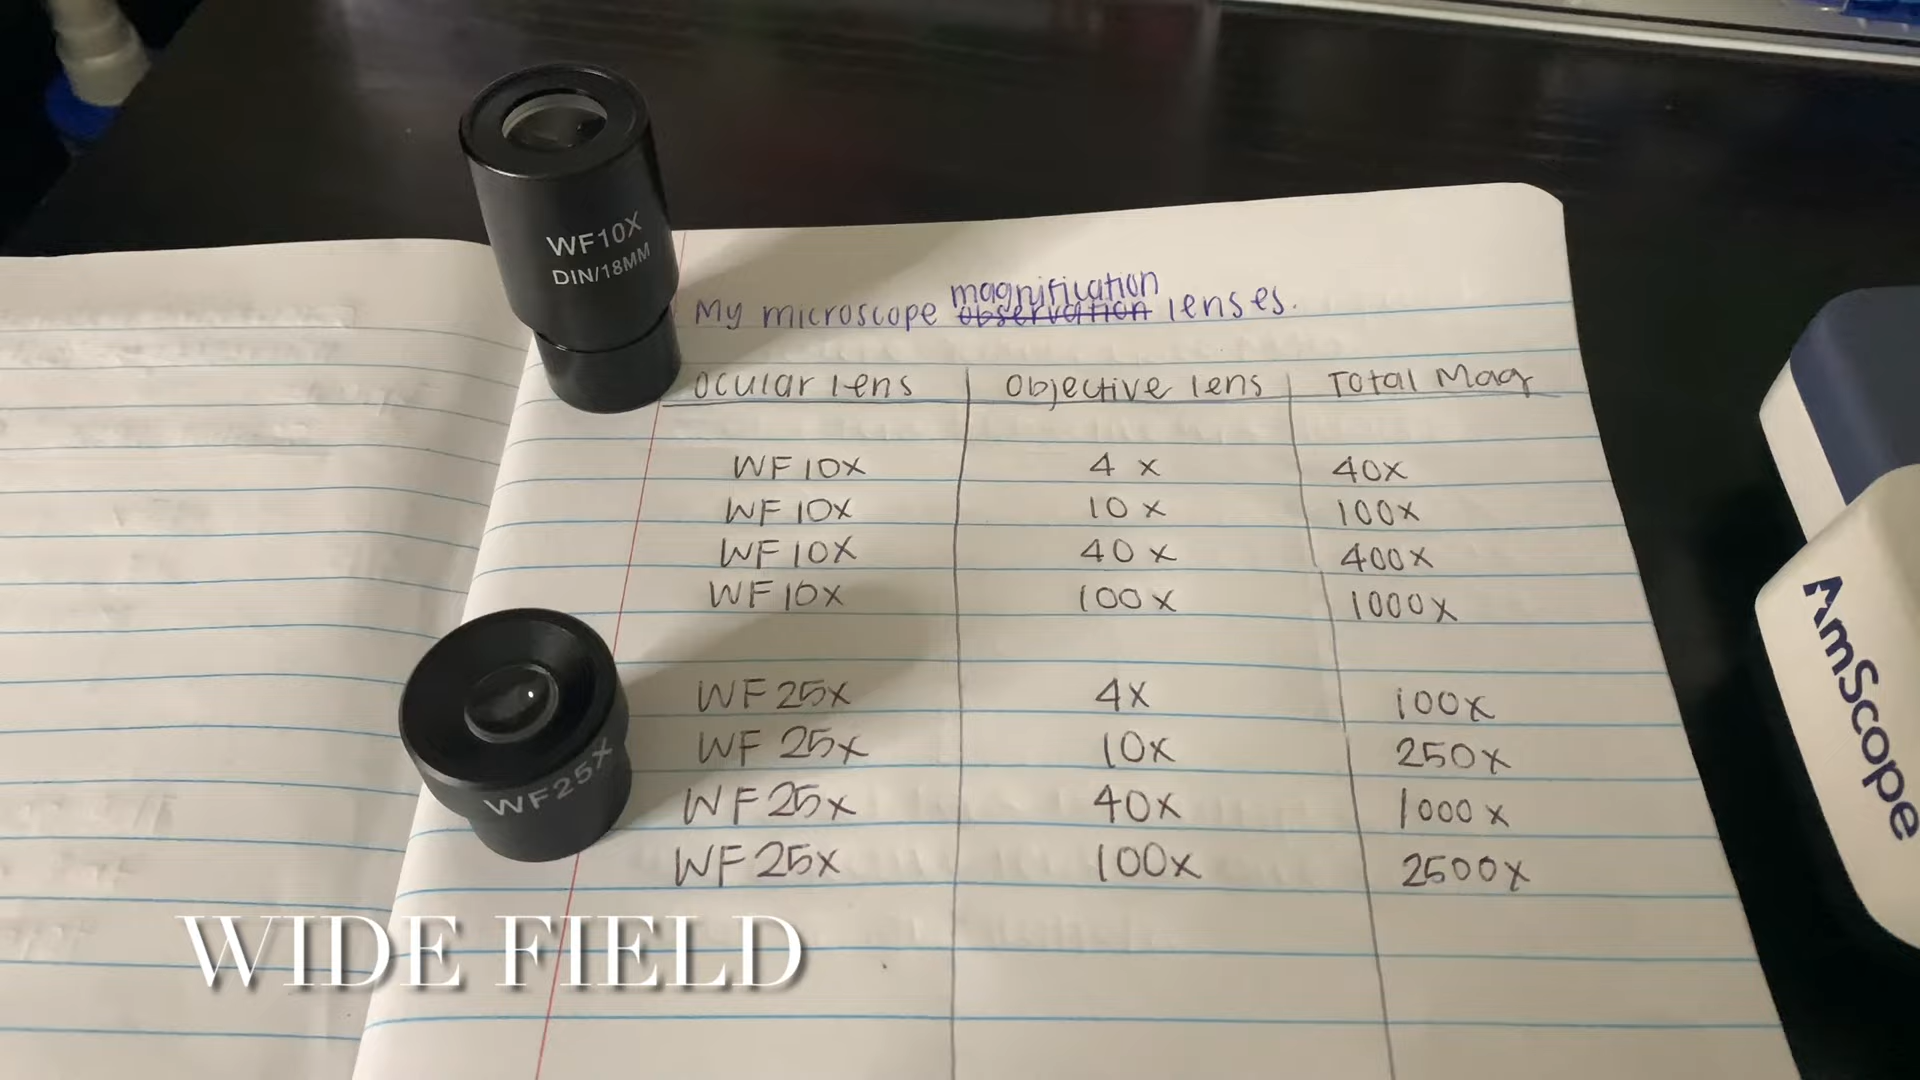 WF10X
DIN/18MM
My microscope observation magnification lenses.
Ocular lens Objective lens Total Mag
WF10X 4X 40X
WF10X 10X 100X
WF10X 40X 400X
WF10X 100X 1000X
WF25X 4X 100X
WF25X 10X 250X
WF25X 40X 1000X
WF25X 100X 2500X
WF25X
AmScope
WIDE FIELD